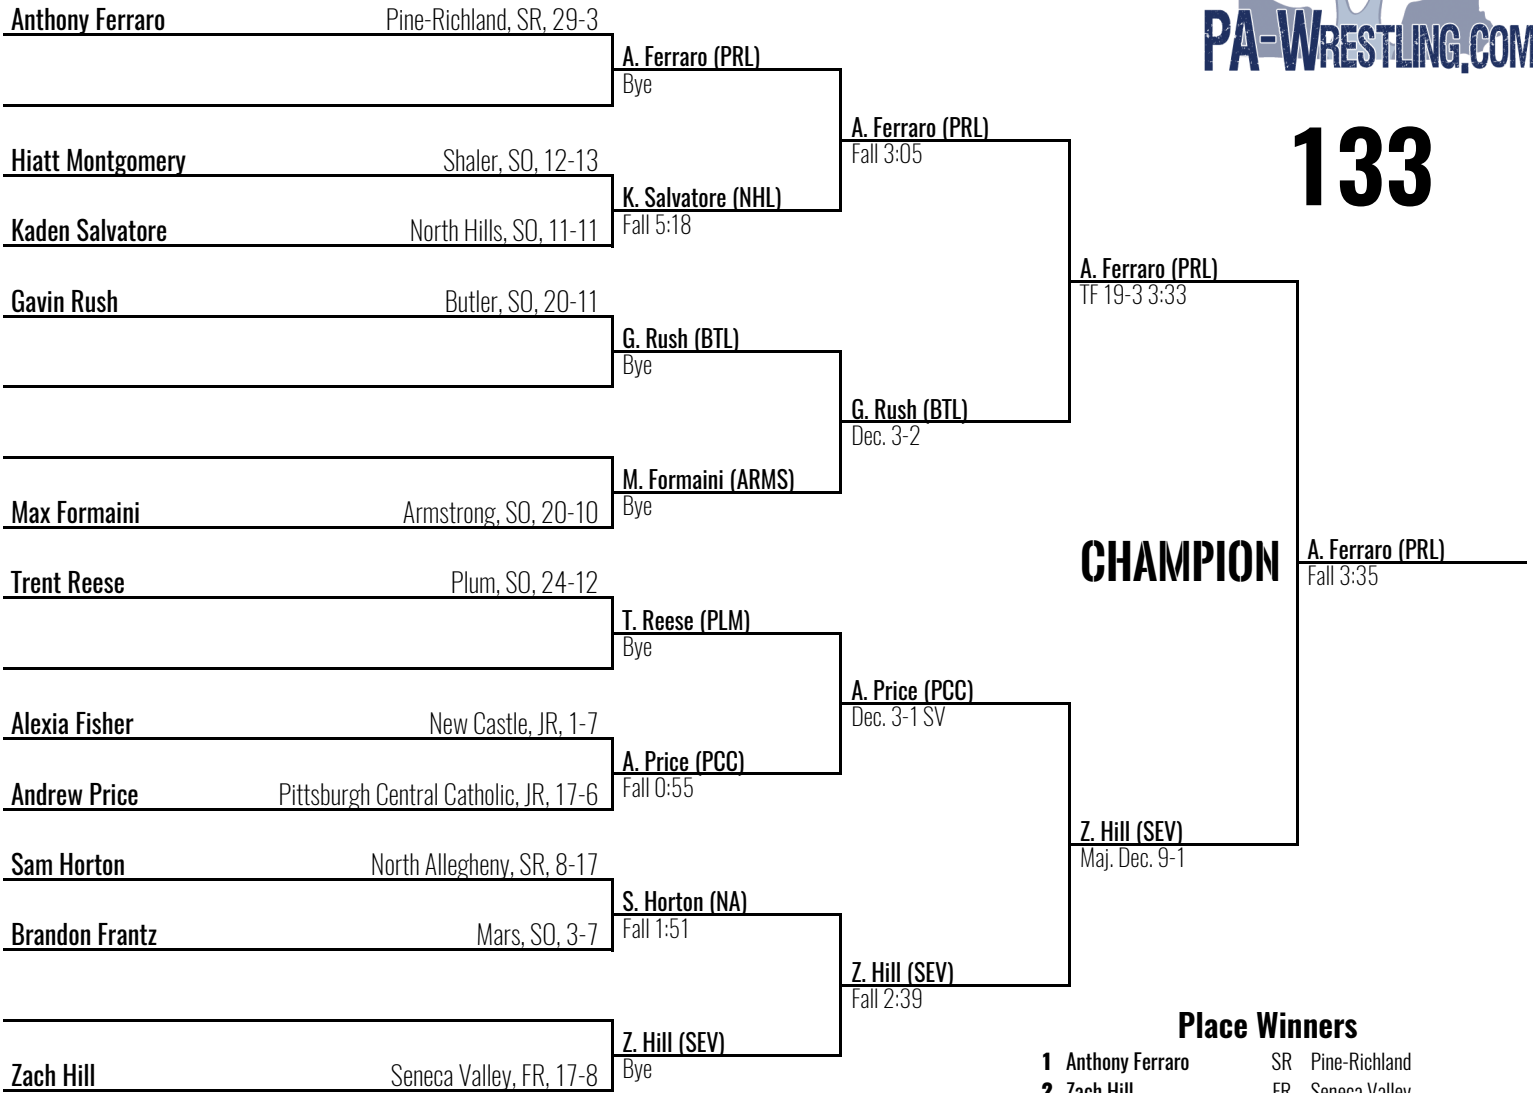 PA-WRESTLING.COM
133
Anthony Ferraro Pine-Richland, SR, 29-3
A. Ferraro (PRL)
Bye
A. Ferraro (PRL)
Fall 3:05
Hiatt Montgomery Shaler, SO, 12-13
K. Salvatore (NHL)
Fall 5:18
Kaden Salvatore North Hills, SO, 11-11
A. Ferraro (PRL)
TF 19-3 3:33
Gavin Rush Butler, SO, 20-11
G. Rush (BTL)
Bye
G. Rush (BTL)
Dec. 3-2
M. Formaini (ARMS)
Bye
Max Formaini Armstrong, SO, 20-10
CHAMPION
A. Ferraro (PRL)
Fall 3:35
Trent Reese Plum, SO, 24-12
T. Reese (PLM)
Bye
A. Price (PCC)
Dec. 3-1 SV
Alexia Fisher New Castle, JR, 1-7
A. Price (PCC)
Fall 0:55
Andrew Price Pittsburgh Central Catholic, JR, 17-6
Z. Hill (SEV)
Maj. Dec. 9-1
Sam Horton North Allegheny, SR, 8-17
S. Horton (NA)
Fall 1:51
Brandon Frantz Mars, SO, 3-7
Z. Hill (SEV)
Fall 2:39
Z. Hill (SEV)
Bye
Zach Hill Seneca Valley, FR, 17-8
Place Winners
1 Anthony Ferraro SR Pine-Richland
2 Zach Hill FR Seneca Valley